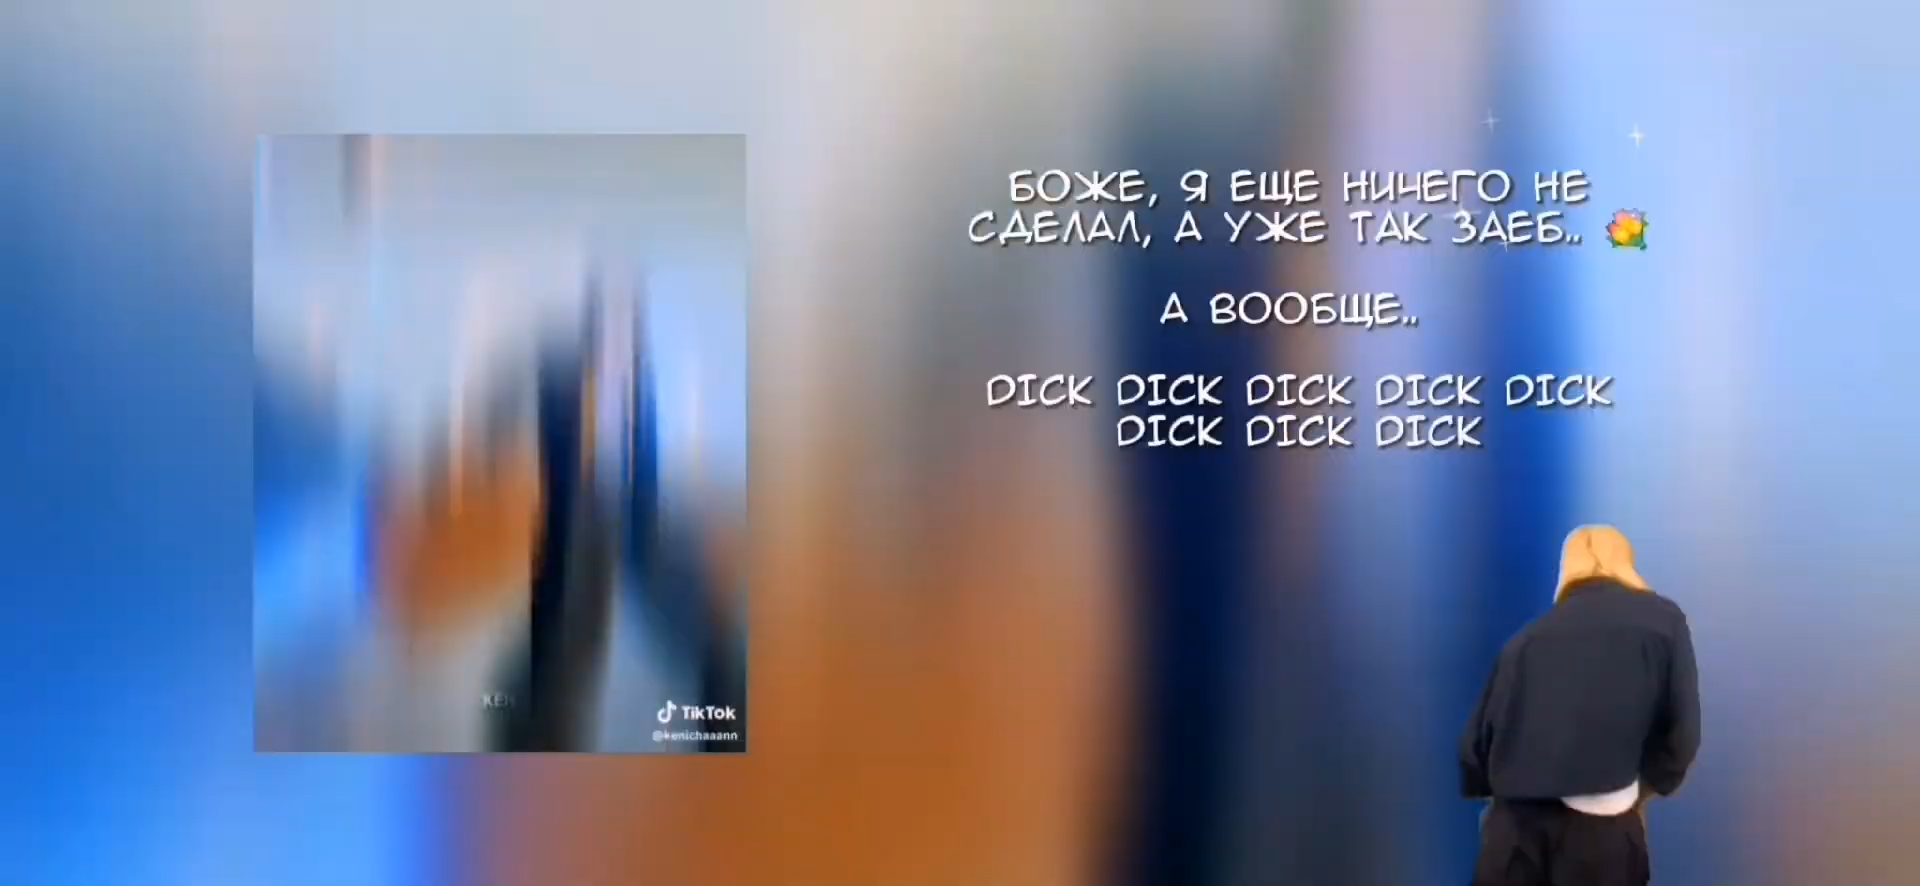 БОЖЕ, Я ЕЩЕ НИЧЕГО НЕ
СДЕЛАЛ, А УЖЕ ТАК ЗАЕБ.. 💐
А ВООБЩЕ..
DICK DICK DICK DICK DICK
DICK DICK DICK
KEN
TikTok
@kenichaaann